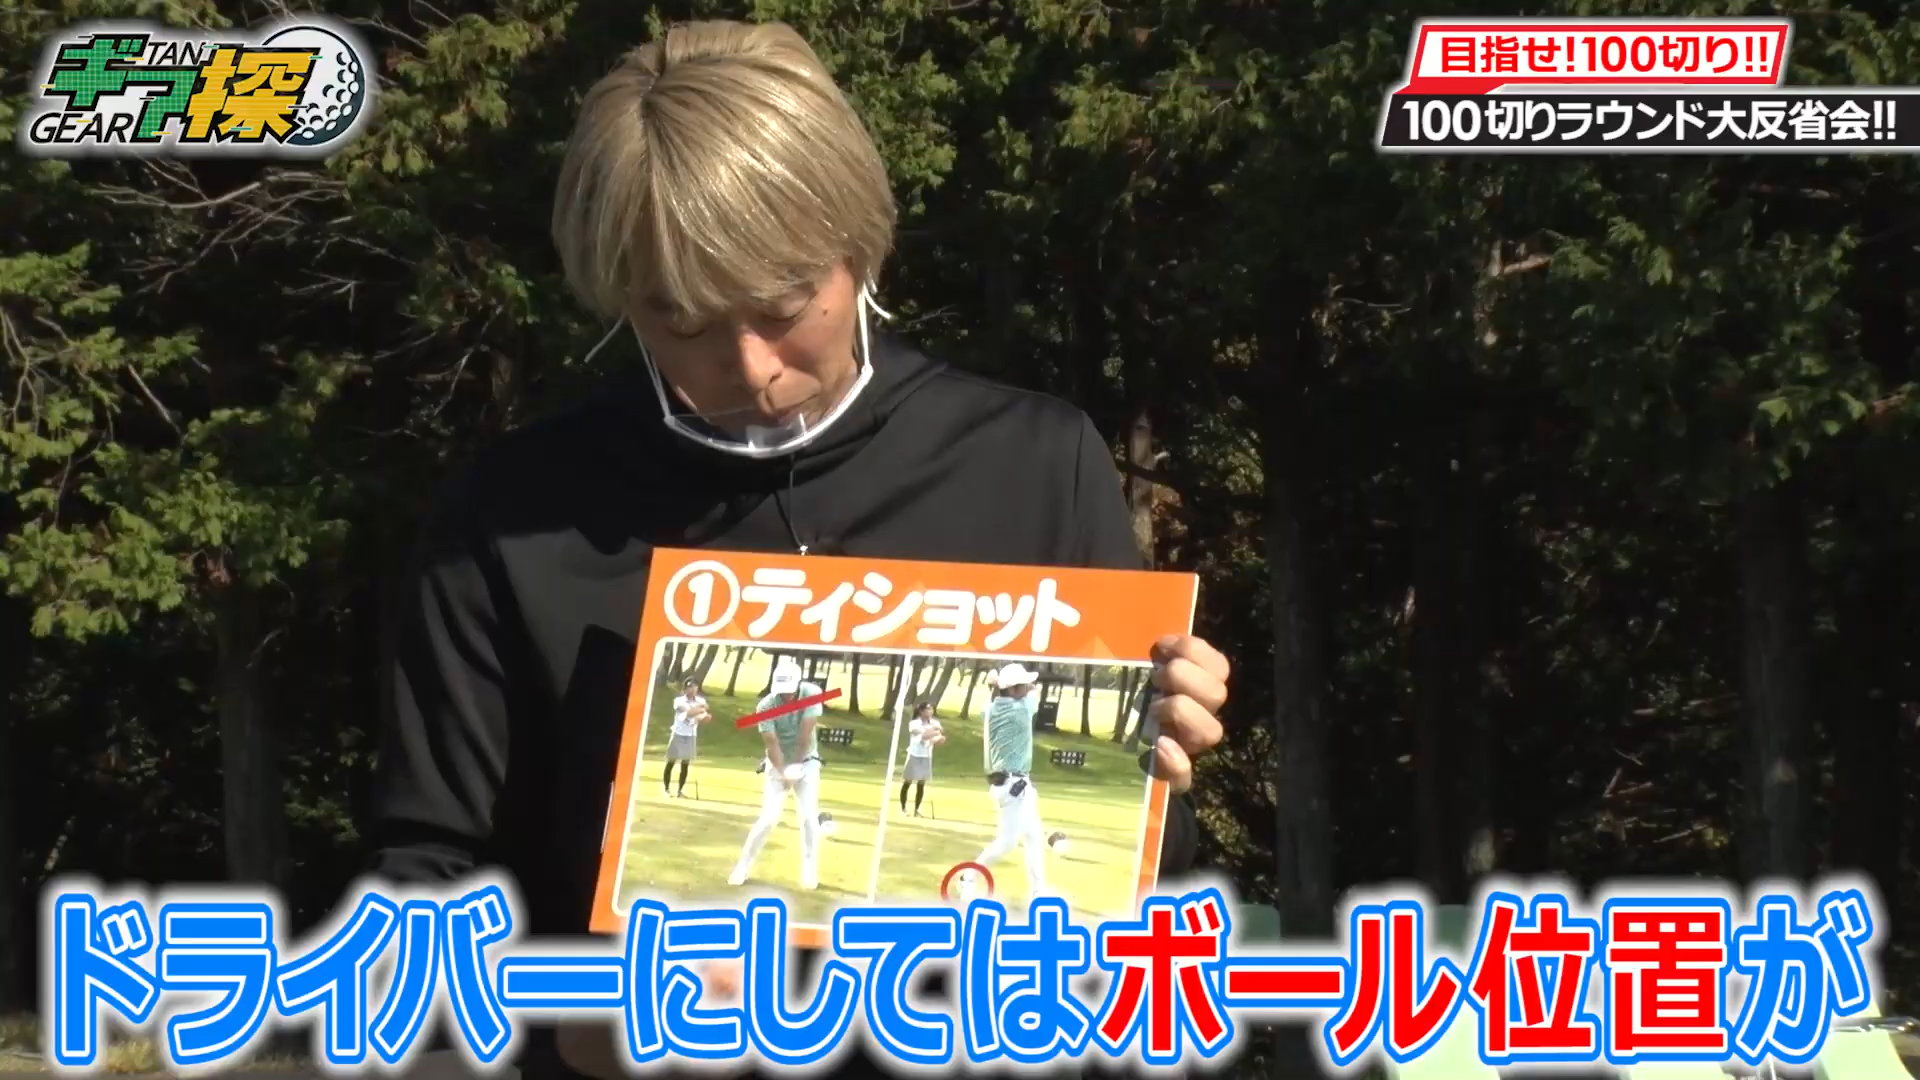 ギア探
GEAR TAN
目指せ!100切り!!
100切りラウンド大反省会!!
①ティショット
ドライバーにしてはボール位置が